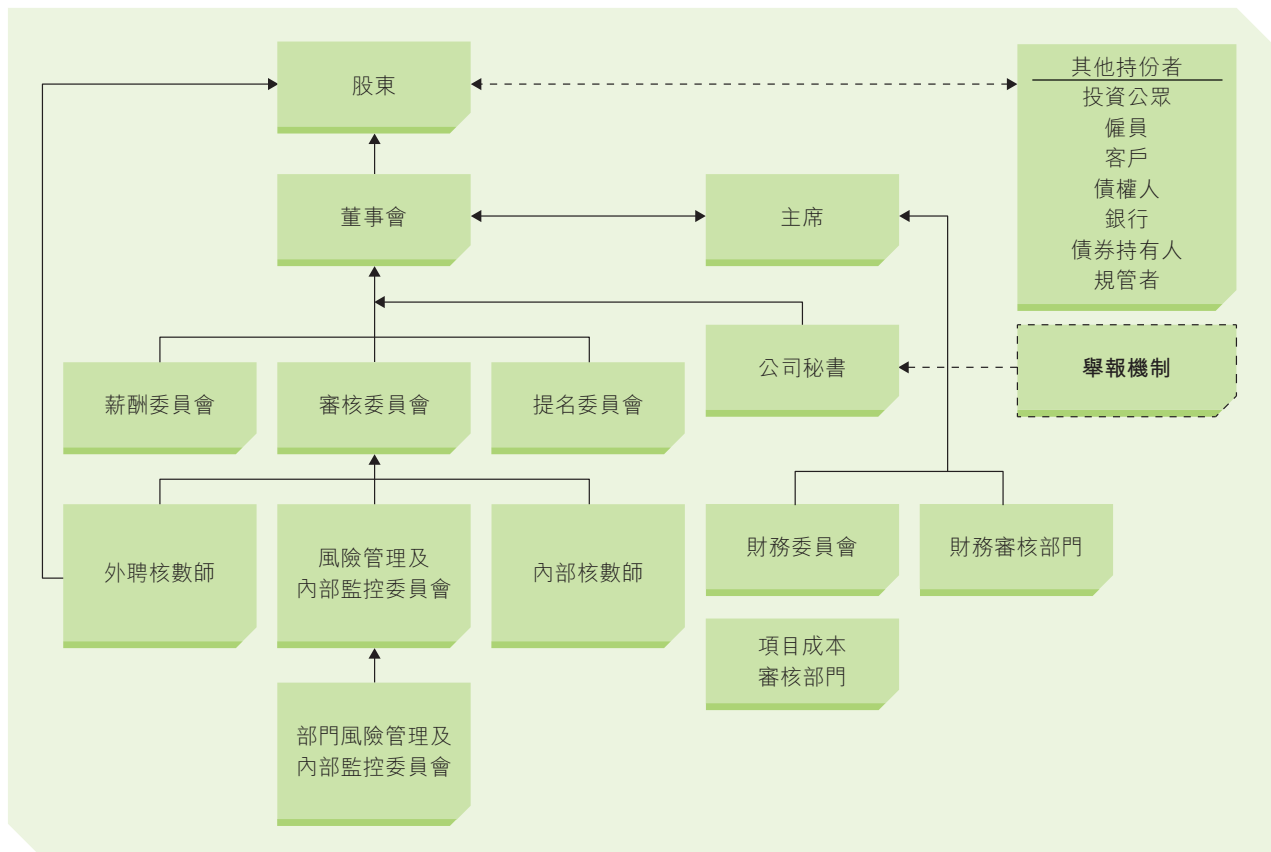 股東
其他持份者
投資公眾
僱員
客戶
債權人
銀行
債券持有人
規管者
董事會
主席
公司秘書
舉報機制
薪酬委員會
審核委員會
提名委員會
外聘核數師
風險管理及
內部監控委員會
內部核數師
財務委員會
財務審核部門
項目成本
審核部門
部門風險管理及
內部監控委員會